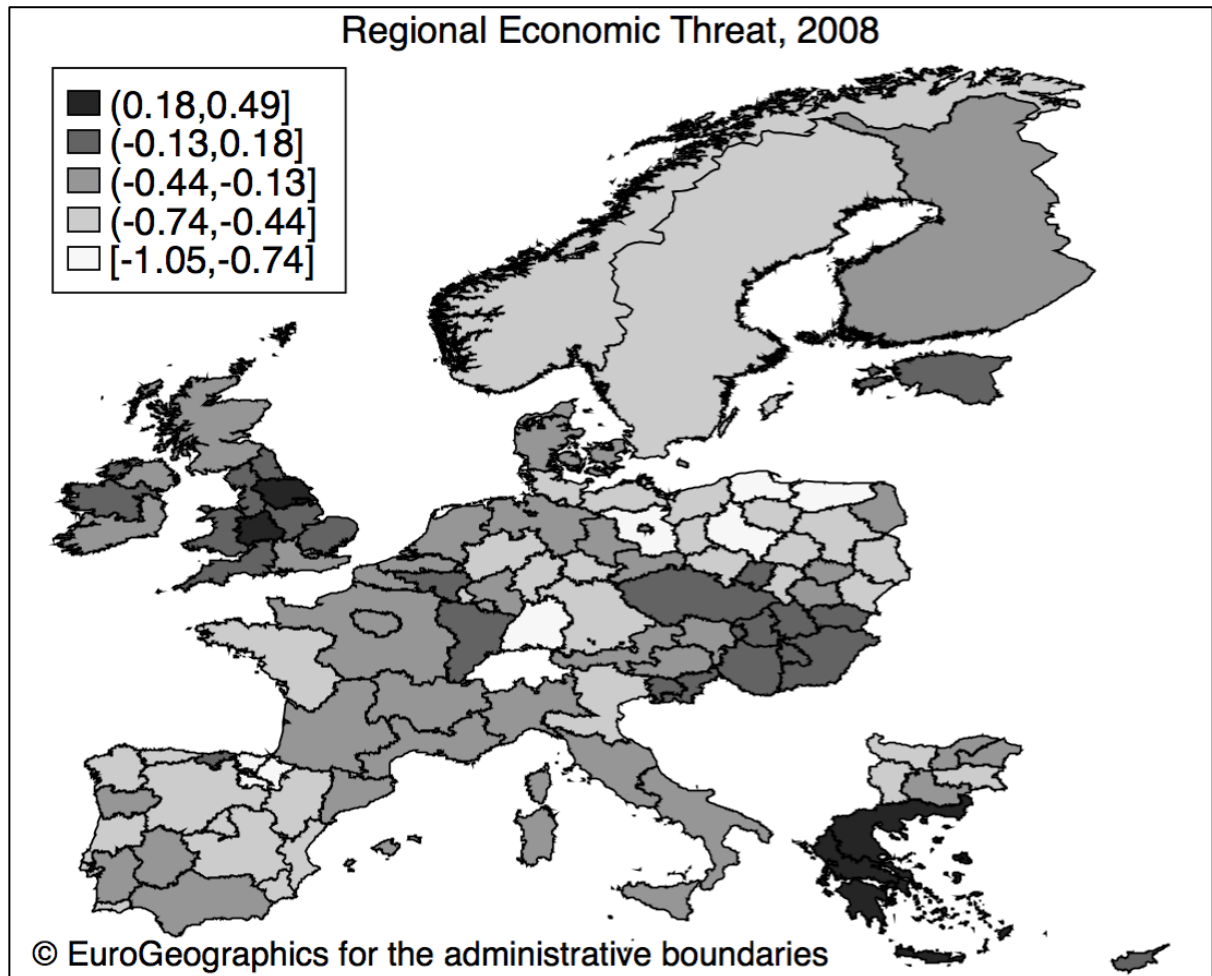 Regional Economic Threat, 2008
(0.18,0.49]
(-0.13,0.18]
(-0.44,-0.13]
(-0.74,-0.44]
[-1.05,-0.74]
© EuroGeographics for the administrative boundaries